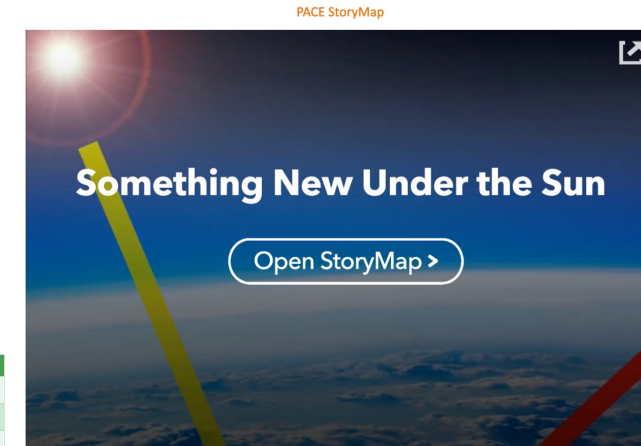 PACE StoryMap
Something New Under the Sun
Open StoryMap >